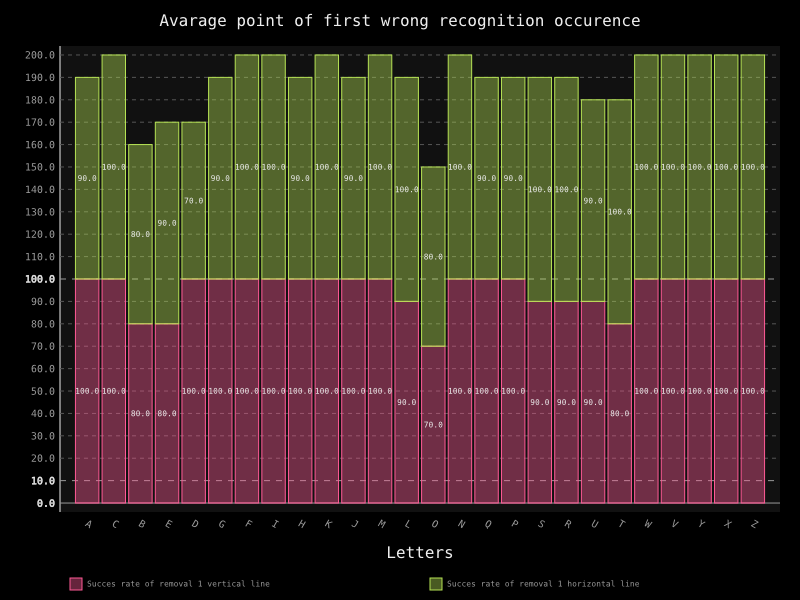 Avarage point of first wrong recognition occurence
200.0
190.0
180.0
170.0
160.0
150.0 100.0 100.0 100.0 100.0 100.0 100.0 100.0 100.0 100.0 100.0 100.0
90.0 90.0 90.0 90.0 90.0 90.0
140.0 100.0 100.0 100.0
70.0 90.0
130.0 100.0
90.0
120.0 80.0
110.0 80.0
100.0
90.0
80.0
70.0
60.0
50.0 100.0 100.0 100.0 100.0 100.0 100.0 100.0 100.0 100.0 100.0 100.0 100.0 100.0 100.0 100.0 100.0 100.0 100.0
90.0 90.0 90.0 90.0
40.0 80.0 80.0 80.0
70.0
30.0
20.0
10.0
0.0
A C B E D G F I H K J M L O N Q P S R U T W V Y X Z
Letters
Succes rate of removal 1 vertical line
Succes rate of removal 1 horizontal line